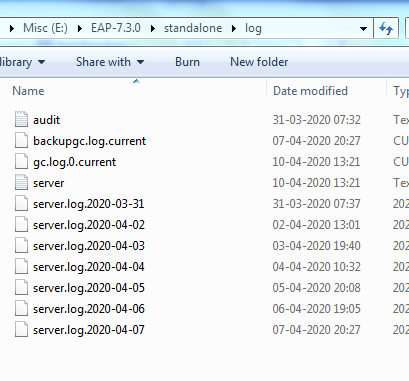 Misc (E:) EAP-7.3.0 standalone log
library Share with Burn New folder
Name Date modified Ty
audit 31-03-2020 07:32 Te
backupgc.log.current 07-04-2020 20:27 CU
gc.log.0.current 10-04-2020 13:21 CU
server 10-04-2020 13:21 Te
server.log.2020-03-31 31-03-2020 07:37 202
server.log.2020-04-02 02-04-2020 13:01 202
server.log.2020-04-03 03-04-2020 19:40 202
server.log.2020-04-04 04-04-2020 10:32 202
server.log.2020-04-05 05-04-2020 20:08 202
server.log.2020-04-06 06-04-2020 19:05 202
server.log.2020-04-07 07-04-2020 20:27 202